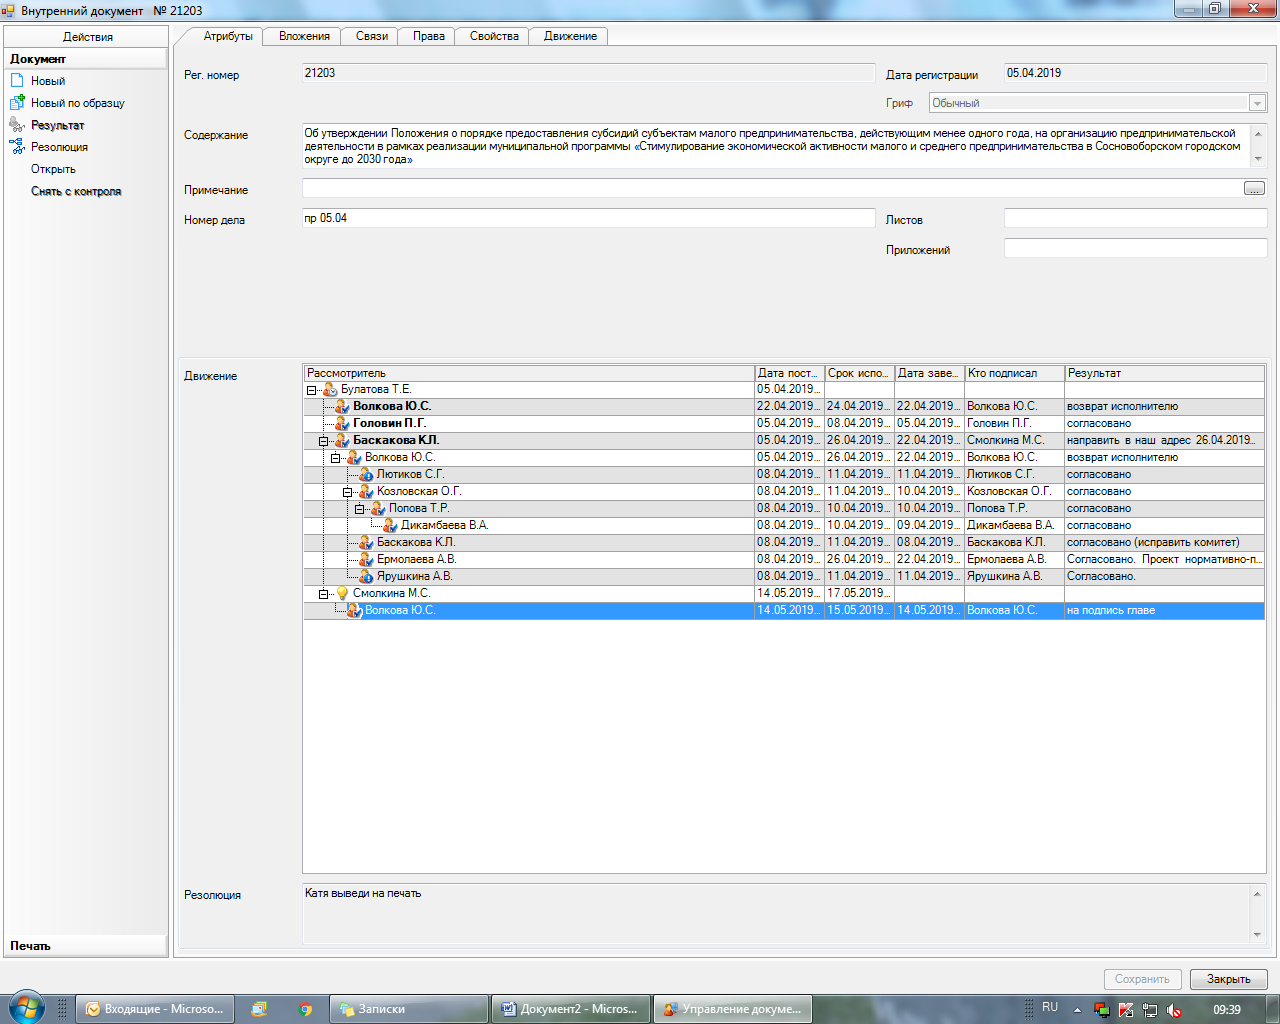 Внутренний документ № 21203
Действия
Документ
Новый
Новый по образцу
Результат
Резолюция
Открыть
Снять с контроля
Печать
Атрибуты Вложения Связи Права Свойства Движение
Рег. номер 21203 Дата регистрации 05.04.2019
Гриф Обычный
Содержание Об утверждении Положения о порядке предоставления субсидий субъектам малого предпринимательства, действующим менее одного года, на организацию предпринимательской
деятельности в рамках реализации муниципальной программы «Стимулирование экономической активности малого и среднего предпринимательства в Сосновоборском городском
округе до 2030 года»
Примечание ...
Номер дела пр 05.04 Листов
Приложений
Движение
Рассмотритель Дата пост... Срок испо... Дата заве... Кто подписал Результат
Булатова Т.Е. 05.04.2019...
Волкова Ю.С. 22.04.2019... 24.04.2019... 22.04.2019... Волкова Ю.С. возврат исполнителю
Головин П.Г. 05.04.2019... 08.04.2019... 05.04.2019... Головин П.Г. согласовано
Баскакова К.Л. 05.04.2019... 26.04.2019... 22.04.2019... Смолкина М.С. направить в наш адрес 26.04.2019...
Волкова Ю.С. 05.04.2019... 26.04.2019... 22.04.2019... Волкова Ю.С. возврат исполнителю
Лютиков С.Г. 08.04.2019... 11.04.2019... 11.04.2019... Лютиков С.Г. согласовано
Козловская О.Г. 08.04.2019... 11.04.2019... 10.04.2019... Козловская О.Г. согласовано
Попова Т.Р. 08.04.2019... 10.04.2019... 10.04.2019... Попова Т.Р. согласовано
Дикамбаева В.А. 08.04.2019... 10.04.2019... 09.04.2019... Дикамбаева В.А. согласовано
Баскакова К.Л. 08.04.2019... 11.04.2019... 08.04.2019... Баскакова К.Л. согласовано (исправить комитет)
Ермолаева А.В. 08.04.2019... 26.04.2019... 22.04.2019... Ермолаева А.В. Согласовано. Проект нормативно-п...
Ярушкина А.В. 08.04.2019... 11.04.2019... 11.04.2019... Ярушкина А.В. Согласовано.
Смолкина М.С. 14.05.2019... 17.05.2019...
Волкова Ю.С. 14.05.2019... 15.05.2019... 14.05.2019... Волкова Ю.С. на подпись главе
Резолюция Катя выведи на печать
Сохранить Закрыть
Входящие - Microso... Записки Документ2 - Micros... Управление докуме... RU 09:39